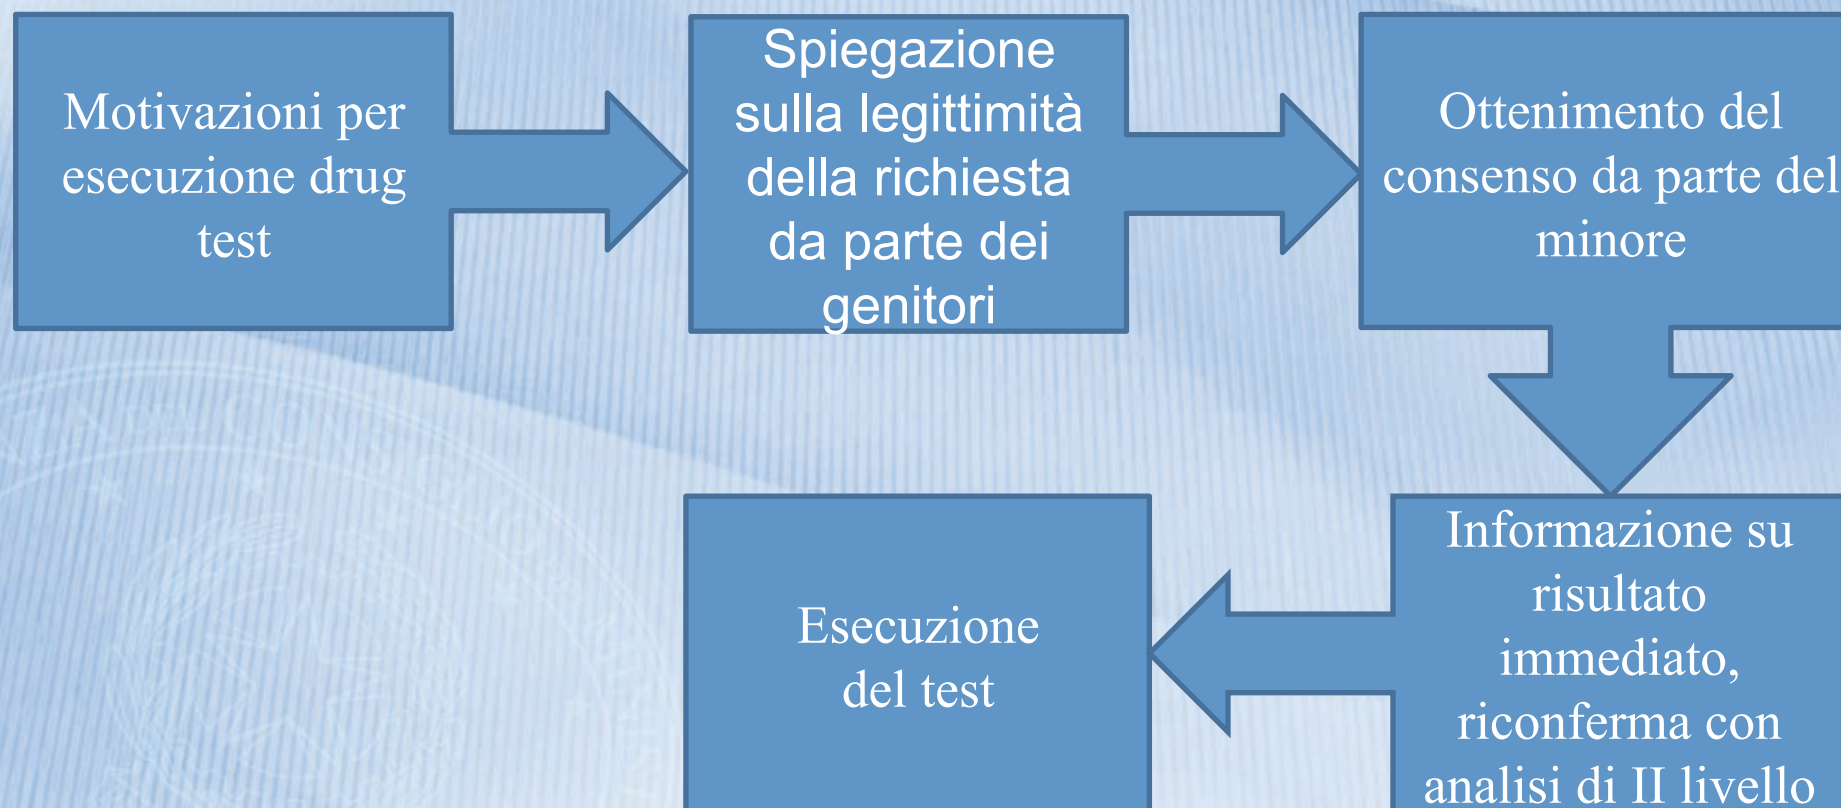 Motivazioni per
esecuzione drug
test
Spiegazione
sulla legittimità
della richiesta
da parte dei
genitori
Ottenimento del
consenso da parte del
minore
Informazione su
risultato
immediato,
riconferma con
analisi di II livello
Esecuzione
del test